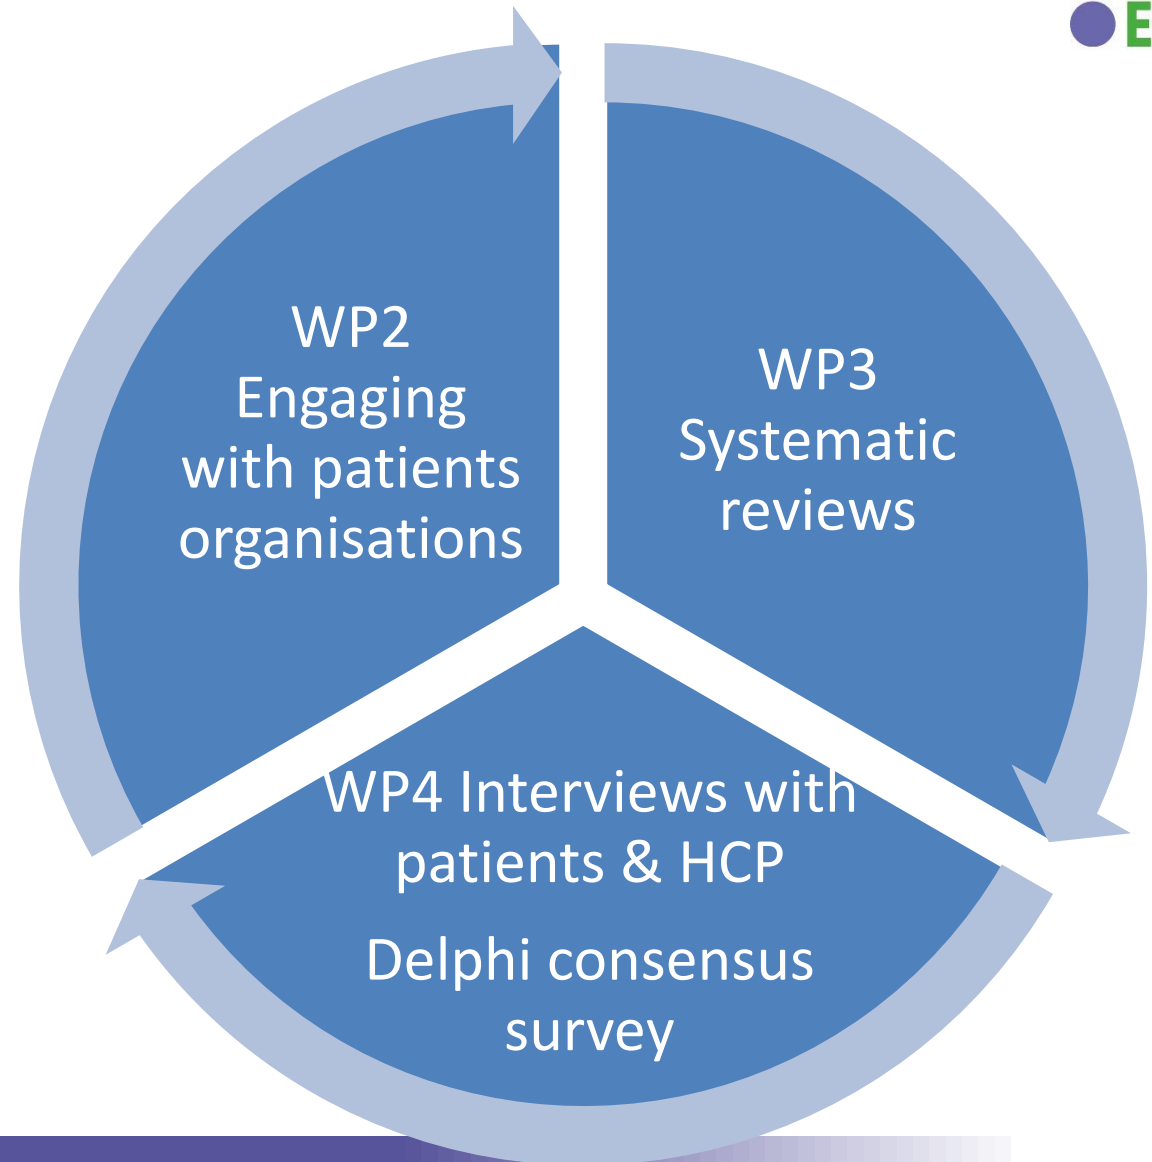 E
WP2
Engaging
with patients
organisations
WP3
Systematic
reviews
WP4 Interviews with
patients & HCP
Delphi consensus
survey